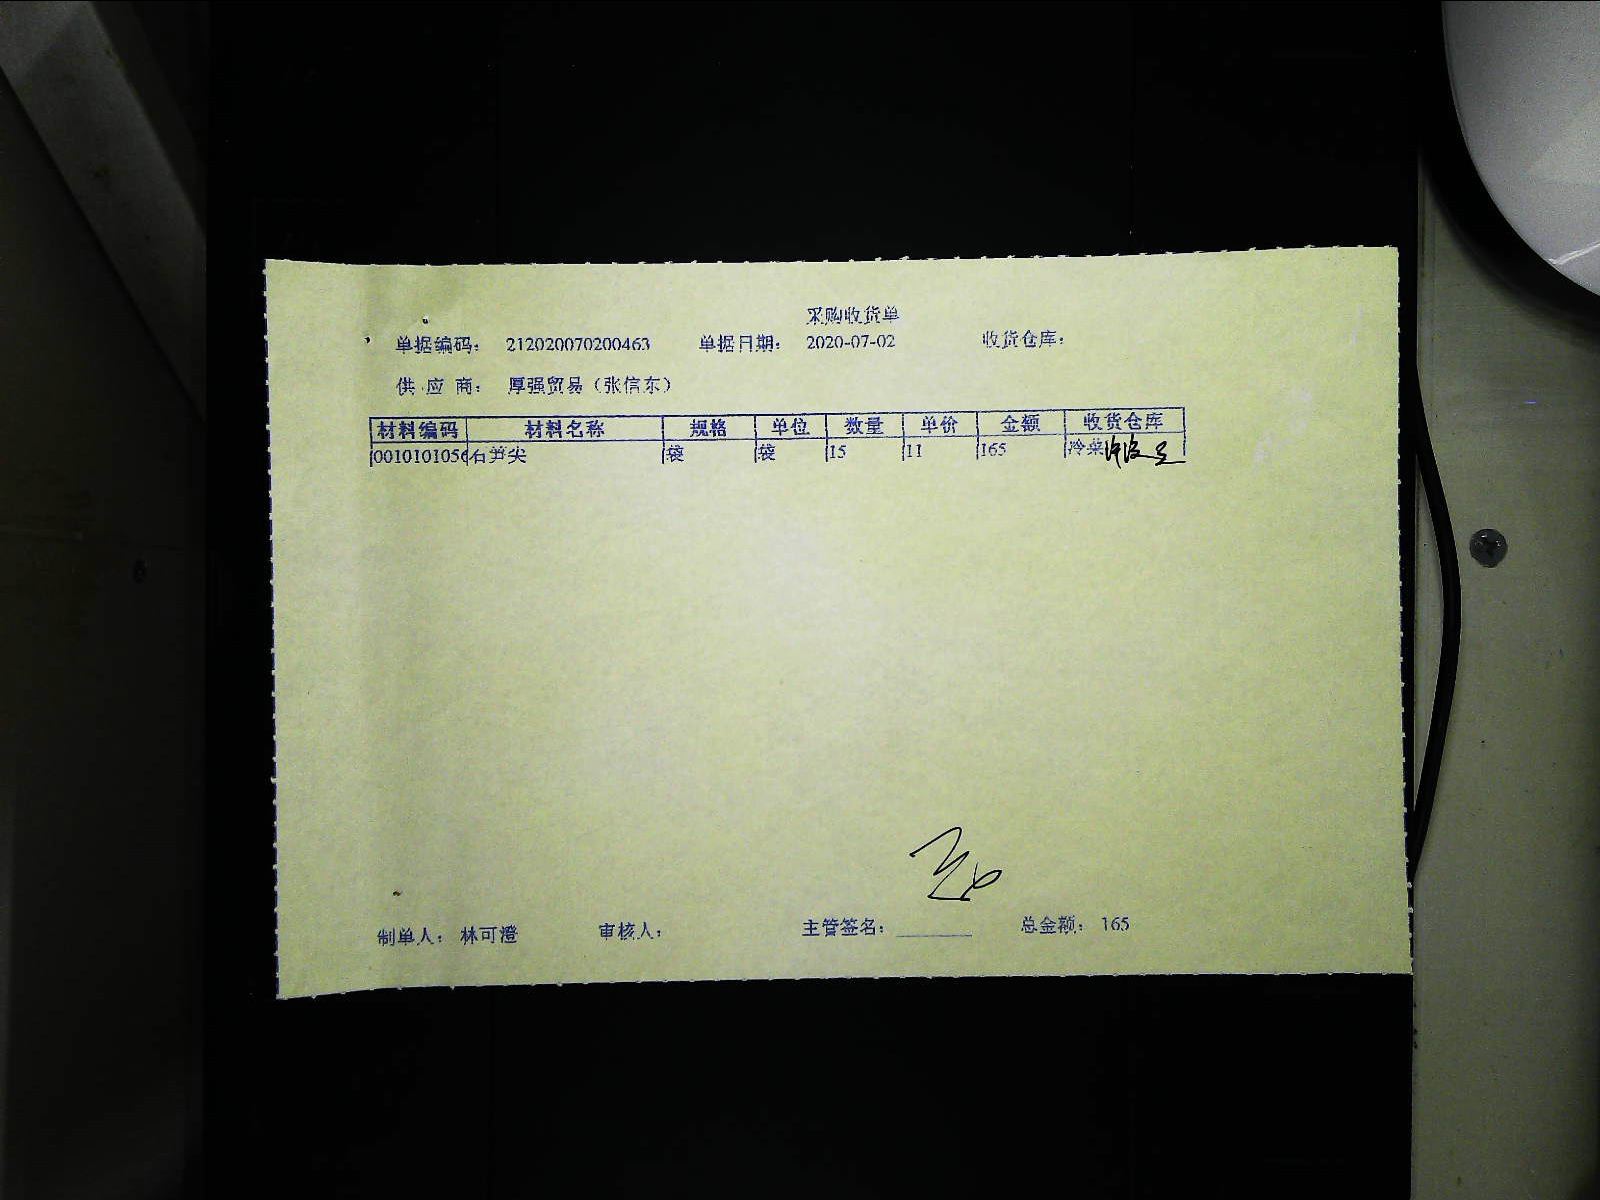 采购收货单
单据编码: 212020070200463 单据日期: 2020-07-02 收货仓库:
供 应 商: 厚强贸易（张信东）
材料编码 材料名称 规格 单位 数量 单价 金额 收货仓库
001010105 石笋尖 袋 袋 15 11 165 冷菜
制单人: 林可澄 审核人: 主管签名: 总金额: 165